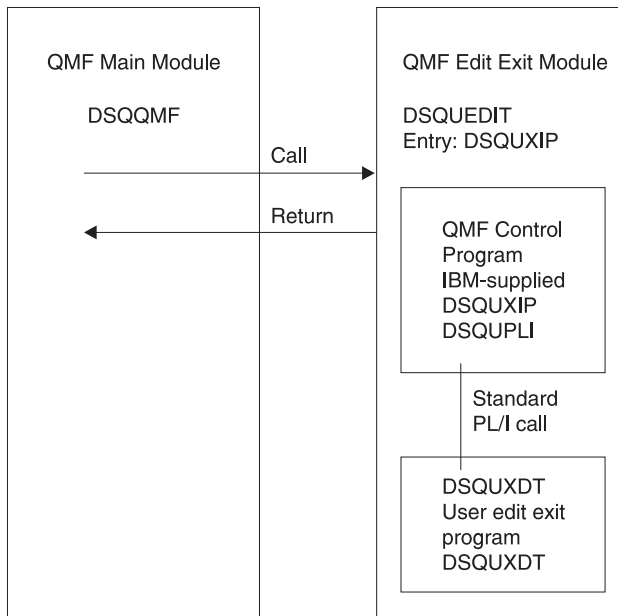 QMF Main Module
DSQQMF
Call
Return
QMF Edit Exit Module
DSQUEDIT
Entry: DSQUXIP
QMF Control
Program
IBM-supplied
DSQUXIP
DSQUPLI
Standard
PL/I call
DSQUXDT
User edit exit
program
DSQUXDT